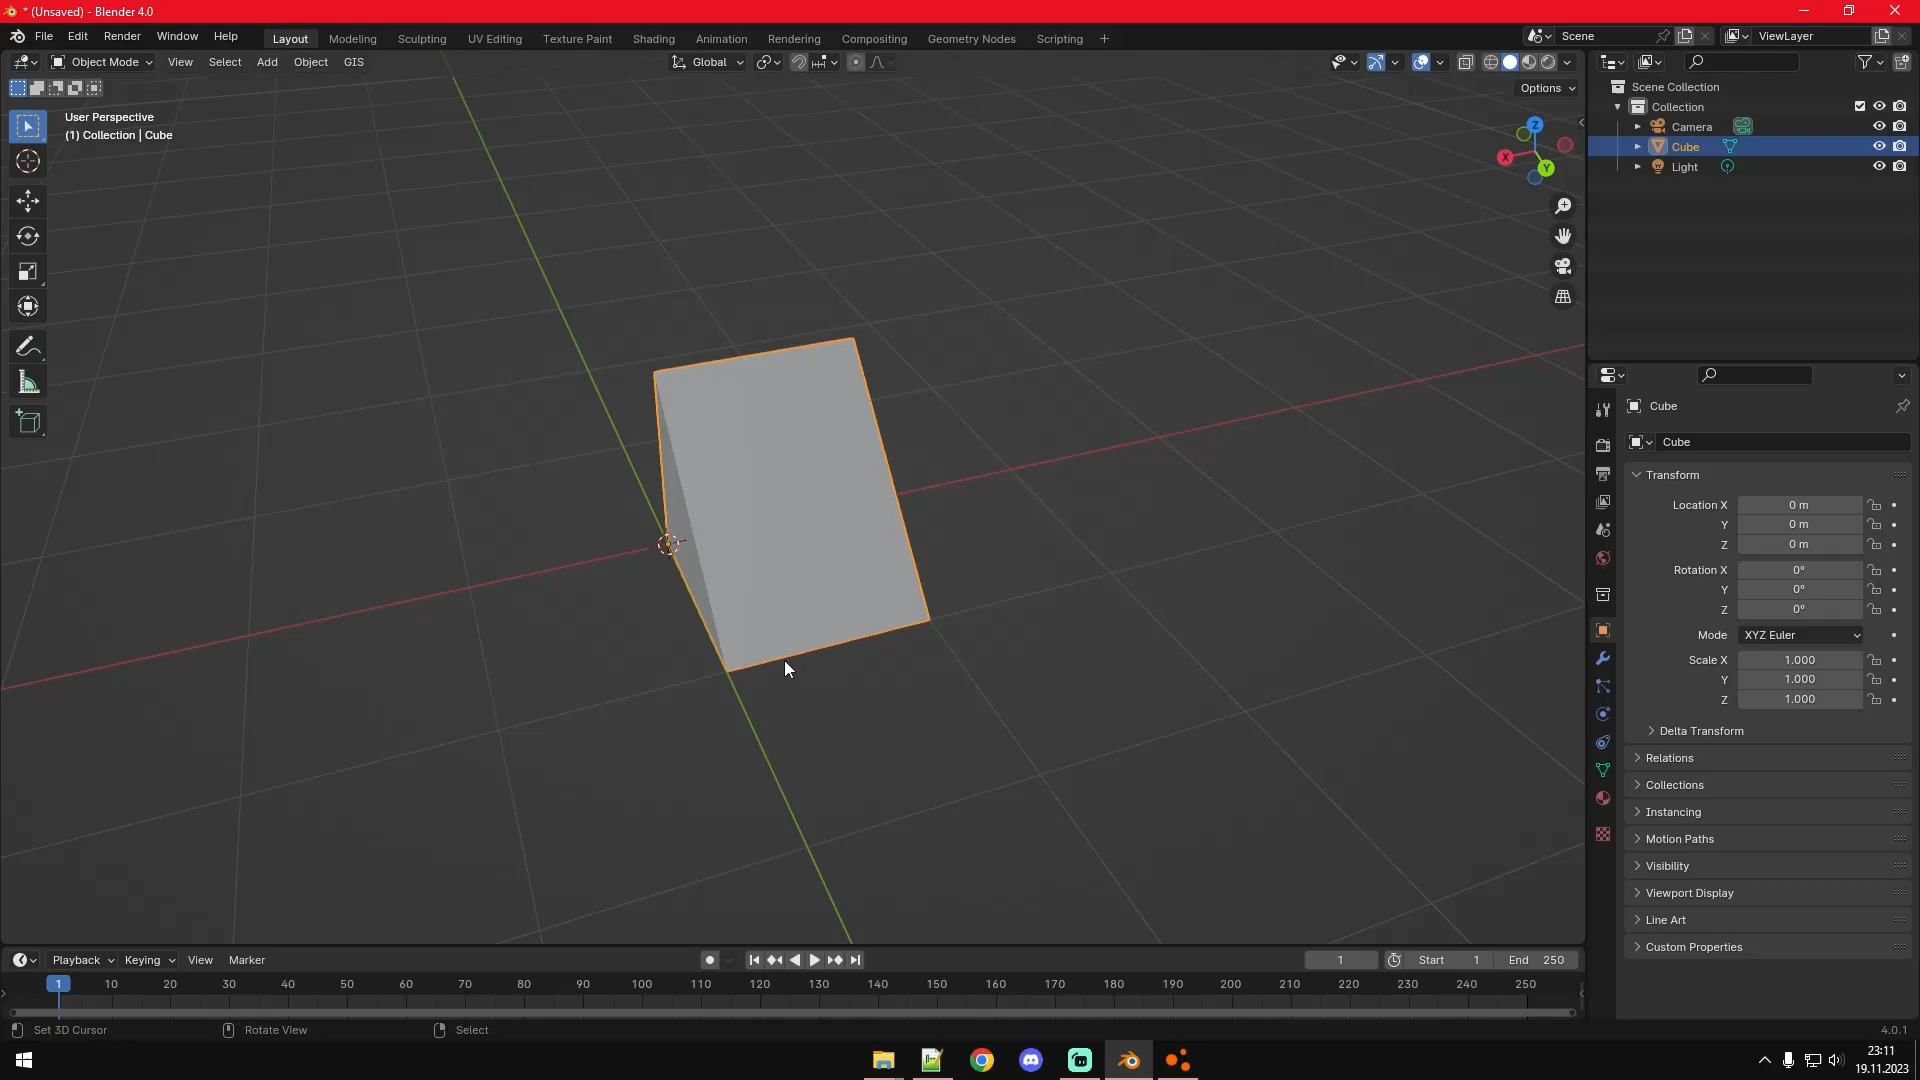 * (Unsaved) - Blender 4.0
File Edit Render Window Help
Layout Modeling Sculpting UV Editing Texture Paint Shading Animation Rendering Compositing Geometry Nodes Scripting +
Scene
ViewLayer
Object Mode View Select Add Object GIS
Global
Options
User Perspective
(1) Collection | Cube
Z
X
Y
Scene Collection
Collection
Camera
Cube
Light
Cube
Cube
Transform
Location X 0 m
Y 0 m
Z 0 m
Rotation X 0°
Y 0°
Z 0°
Mode XYZ Euler
Scale X 1.000
Y 1.000
Z 1.000
Delta Transform
Relations
Collections
Instancing
Motion Paths
Visibility
Viewport Display
Line Art
Custom Properties
Playback Keying View Marker
1 Start 1 End 250
1 10 20 30 40 50 60 70 80 90 100 110 120 130 140 150 160 170 180 190 200 210 220 230 240 250
Set 3D Cursor Rotate View Select
4.0.1
23:11
19.11.2023